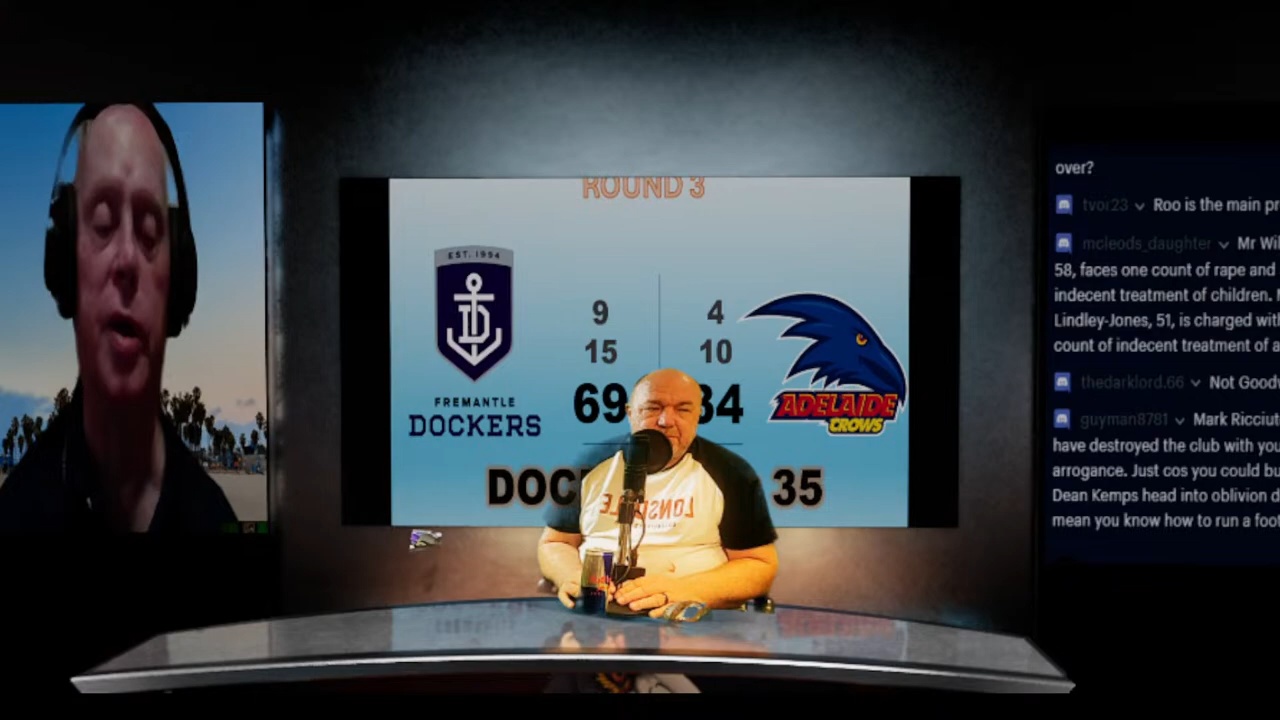 ROUND 3
EST. 1994
9
4
15
10
69
34
FREMANTLE
DOCKERS
ADELAIDE
CROWS
DOC 35
over?
tvor23 Roo is the main pr
mcleods_daughter Mr Wil
58, faces one count of rape and
indecent treatment of children.
Lindley-Jones, 51, is charged with
count of indecent treatment of a
thedarklord.66 Not Goodw
guyman8781 Mark Ricciut
have destroyed the club with you
arrogance. Just cos you could bu
Dean Kemps head into oblivion d
mean you know how to run a foot